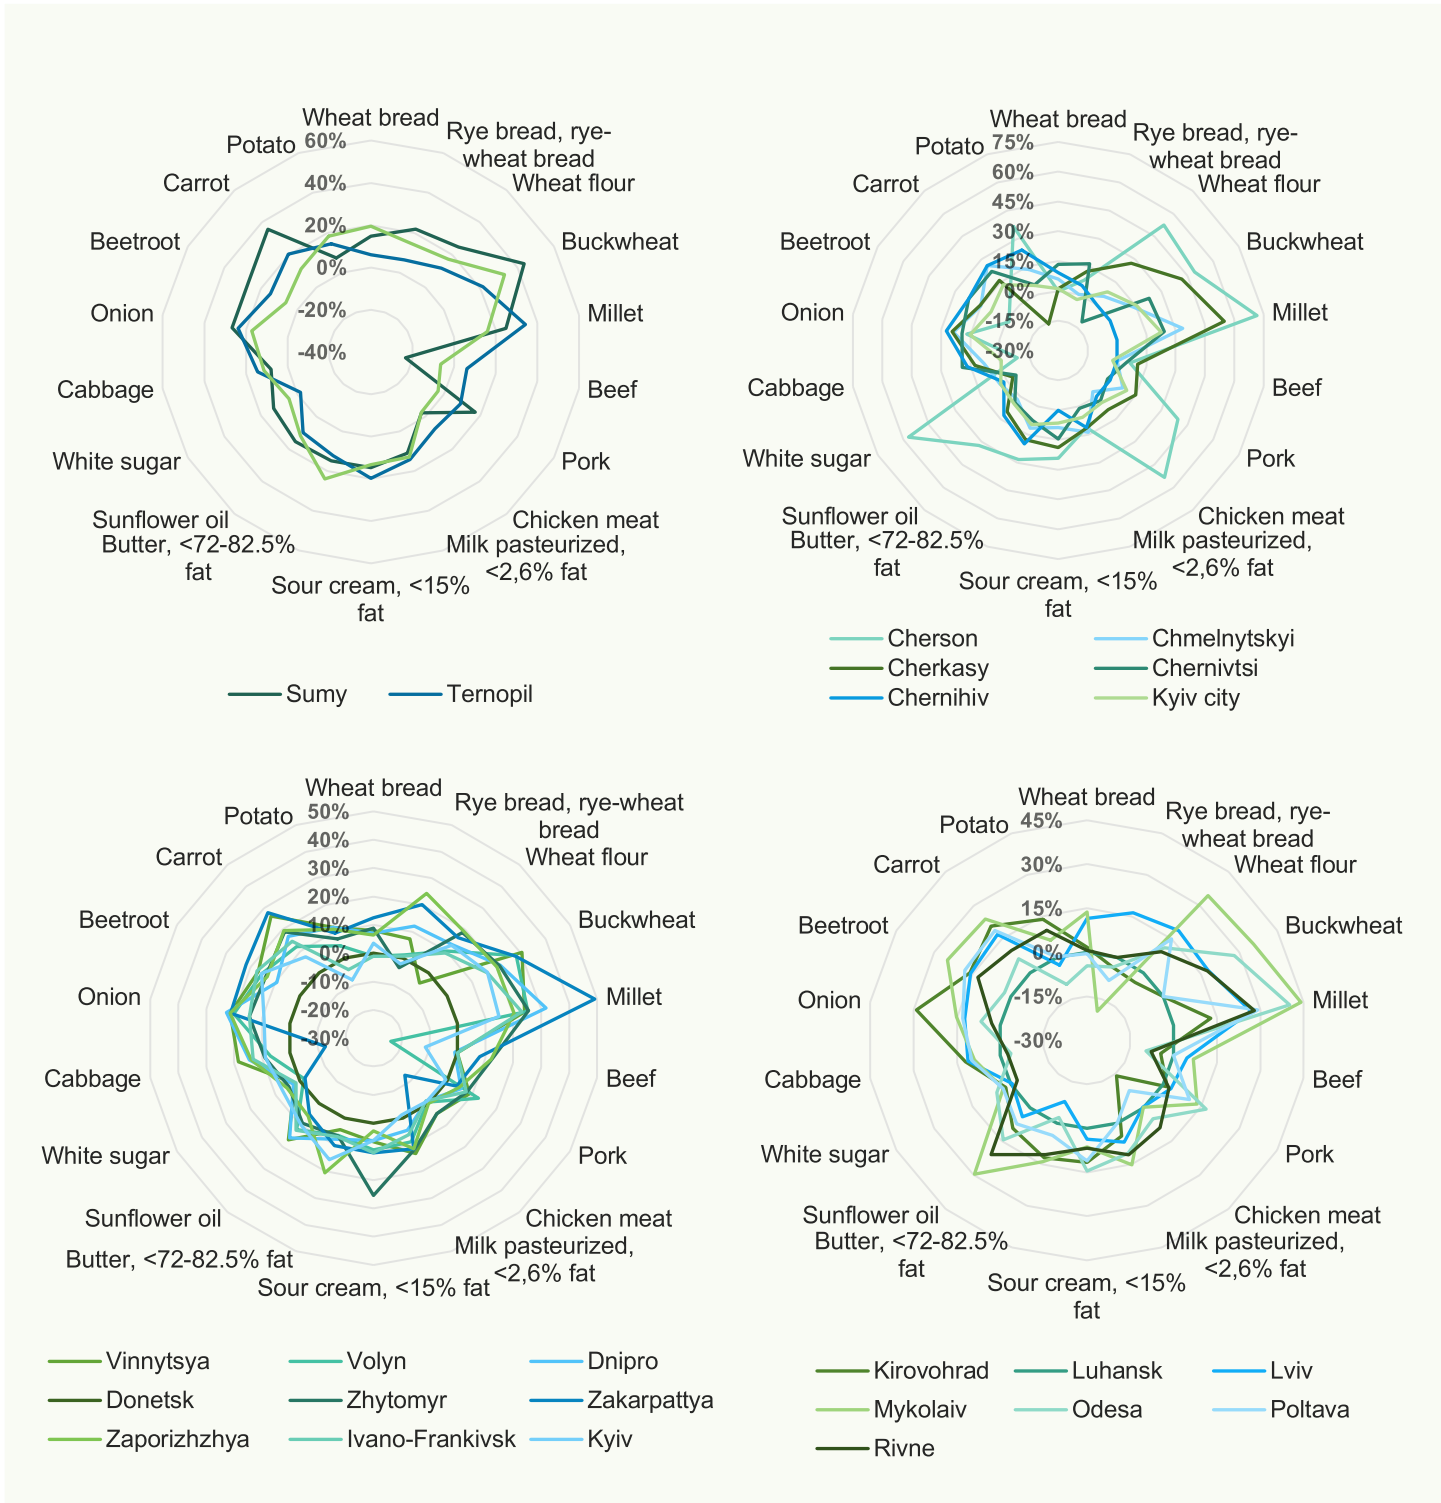 Wheat bread
Rye bread, rye-
wheat bread
Wheat flour
Buckwheat
Millet
Beef
Pork
Chicken meat
Milk pasteurized,
<2,6% fat
Sour cream, <15%
fat
Butter, <72-82.5%
fat
Sunflower oil
White sugar
Cabbage
Onion
Beetroot
Carrot
Potato
60%
40%
20%
0%
-20%
-40%
Sumy
Ternopil
Wheat bread
Rye bread, rye-
wheat bread
Wheat flour
Buckwheat
Millet
Beef
Pork
Chicken meat
Milk pasteurized,
<2,6% fat
Sour cream, <15%
fat
Butter, <72-82.5%
fat
Sunflower oil
White sugar
Cabbage
Onion
Beetroot
Carrot
Potato
75%
60%
45%
30%
15%
0%
-15%
-30%
Cherson
Chmelnytskyi
Cherkasy
Chernivtsi
Chernihiv
Kyiv city
Wheat bread
Rye bread, rye-wheat
bread
Wheat flour
Buckwheat
Millet
Beef
Pork
Chicken meat
Milk pasteurized,
<2,6% fat
Sour cream, <15% fat
Butter, <72-82.5% fat
Sunflower oil
White sugar
Cabbage
Onion
Beetroot
Carrot
Potato
50%
40%
30%
20%
10%
0%
-10%
-20%
-30%
Vinnytsya
Volyn
Dnipro
Donetsk
Zhytomyr
Zakarpattya
Zaporizhzhya
Ivano-Frankivsk
Kyiv
Wheat bread
Rye bread, rye-
wheat bread
Wheat flour
Buckwheat
Millet
Beef
Pork
Chicken meat
Milk pasteurized,
<2,6% fat
Sour cream, <15%
fat
Butter, <72-82.5%
fat
Sunflower oil
White sugar
Cabbage
Onion
Beetroot
Carrot
Potato
45%
30%
15%
0%
-15%
-30%
Kirovohrad
Luhansk
Lviv
Mykolaiv
Odesa
Poltava
Rivne